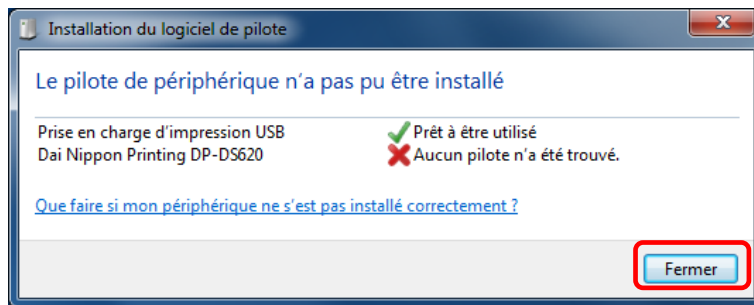 Installation du logiciel de pilote
Le pilote de périphérique n'a pas pu être installé
Prise en charge d'impression USB Prêt à être utilisé
Dai Nippon Printing DP-DS620 Aucun pilote n'a été trouvé.
Que faire si mon périphérique ne s'est pas installé correctement ?
Fermer